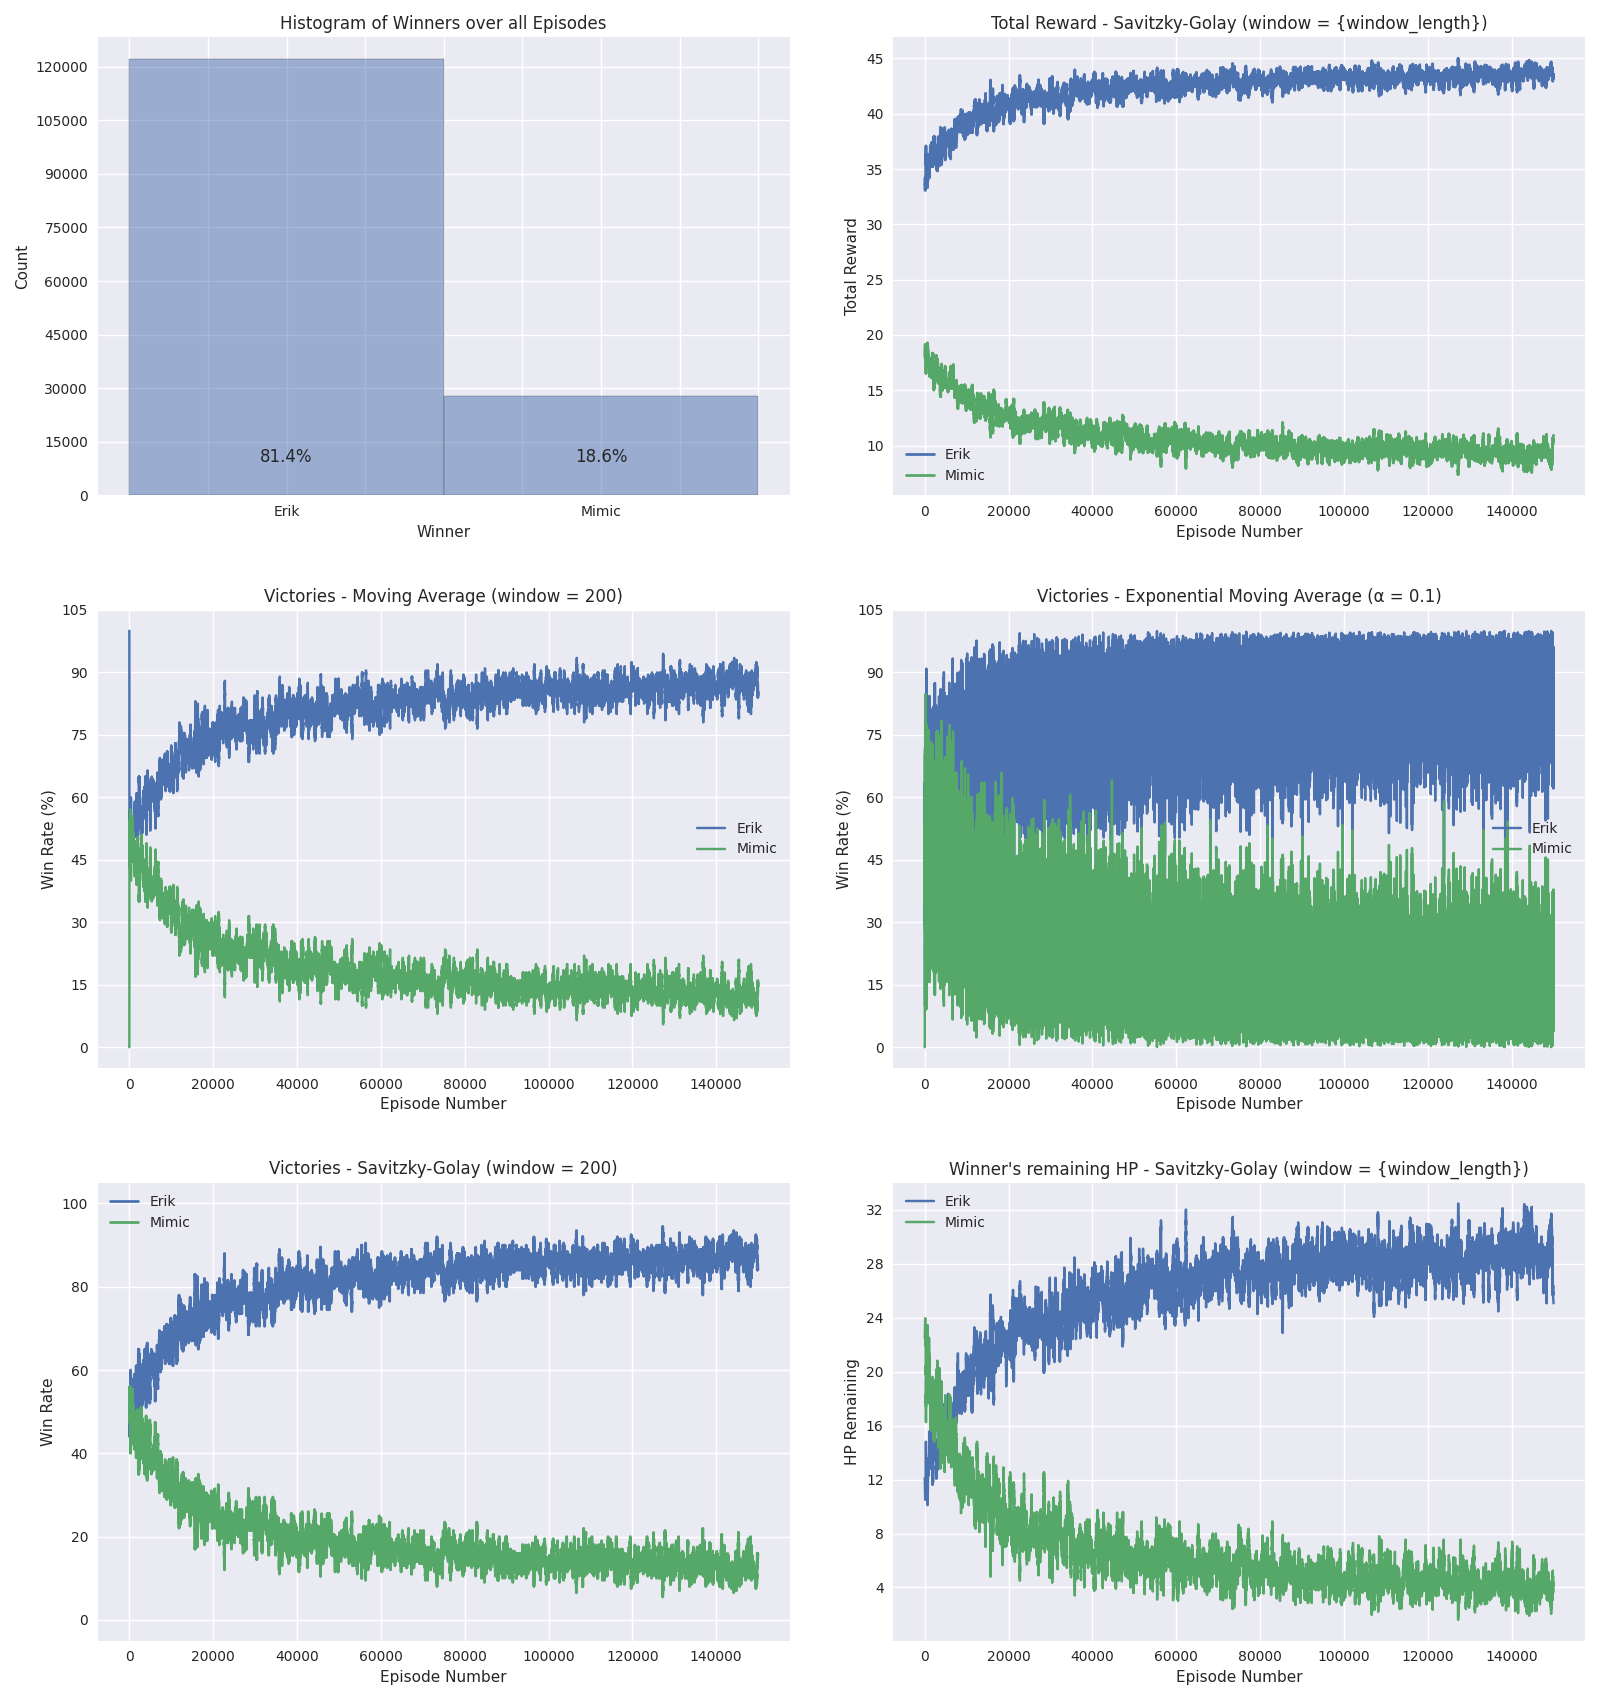 Histogram of Winners over all Episodes
120000
105000
90000
75000
60000
45000
30000
15000
0
Count
81.4%
18.6%
Erik
Mimic
Winner
Total Reward - Savitzky-Golay (window = {window_length})
45
40
35
30
25
20
15
10
Total Reward
Erik
Mimic
0 20000 40000 60000 80000 100000 120000 140000
Episode Number
Victories - Moving Average (window = 200)
105
90
75
60
45
30
15
0
Win Rate (%)
Erik
Mimic
0 20000 40000 60000 80000 100000 120000 140000
Episode Number
Victories - Exponential Moving Average (α = 0.1)
105
90
75
60
45
30
15
0
Win Rate (%)
Erik
Mimic
0 20000 40000 60000 80000 100000 120000 140000
Episode Number
Victories - Savitzky-Golay (window = 200)
100
80
60
40
20
0
Win Rate
Erik
Mimic
0 20000 40000 60000 80000 100000 120000 140000
Episode Number
Winner's remaining HP - Savitzky-Golay (window = {window_length})
32
28
24
20
16
12
8
4
HP Remaining
Erik
Mimic
0 20000 40000 60000 80000 100000 120000 140000
Episode Number